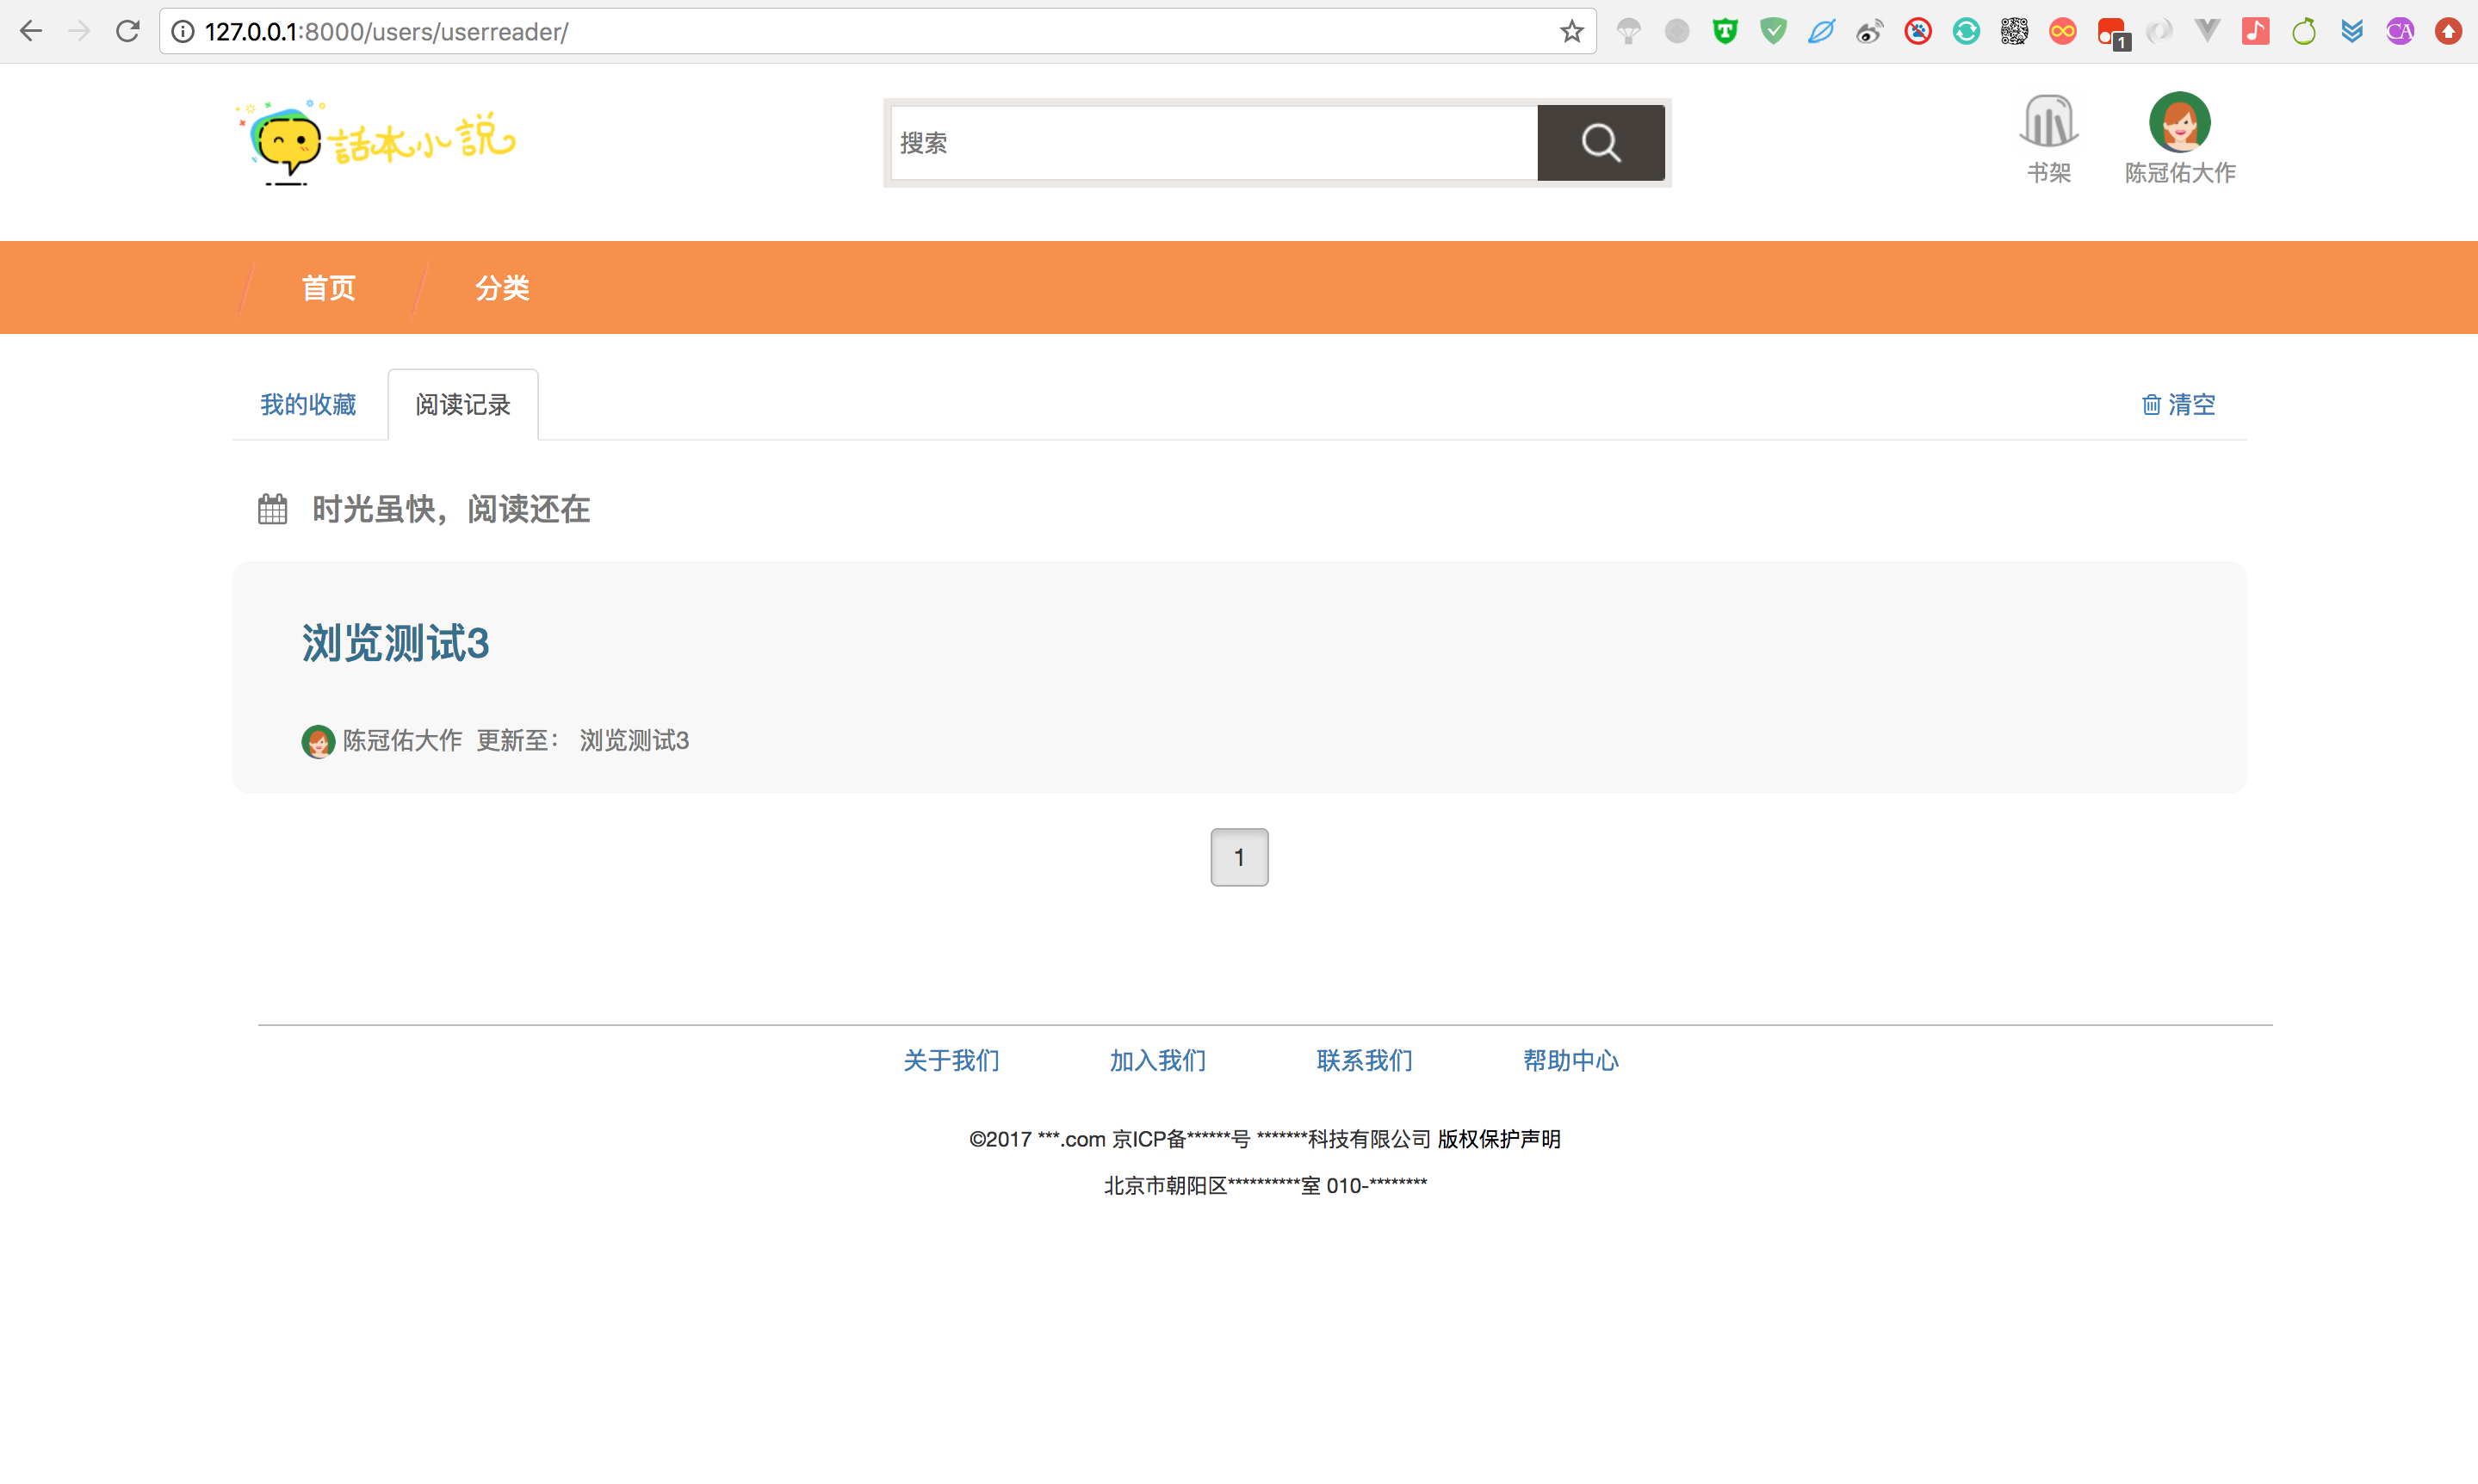 127.0.0.1:8000/users/userreader/
1
CA
話本小説
搜索
书架
陈冠佑大作
首页
分类
我的收藏
阅读记录
清空
时光虽快，阅读还在
浏览测试3
陈冠佑大作 更新至： 浏览测试3
1
关于我们 加入我们 联系我们 帮助中心
©2017 ***.com 京ICP备******号 *******科技有限公司 版权保护声明
北京市朝阳区**********室 010-********